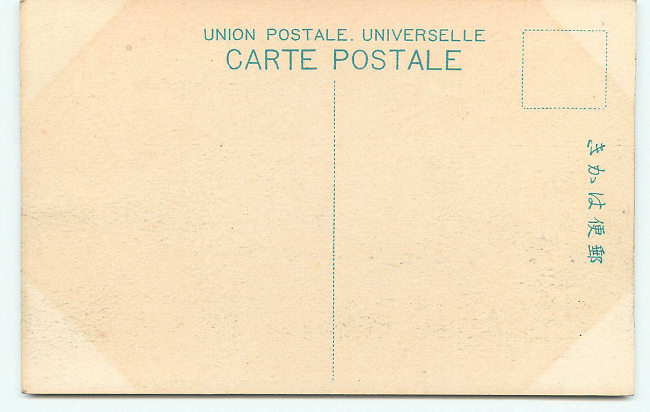 UNION POSTALE. UNIVERSELLE
CARTE POSTALE
きかは便郵